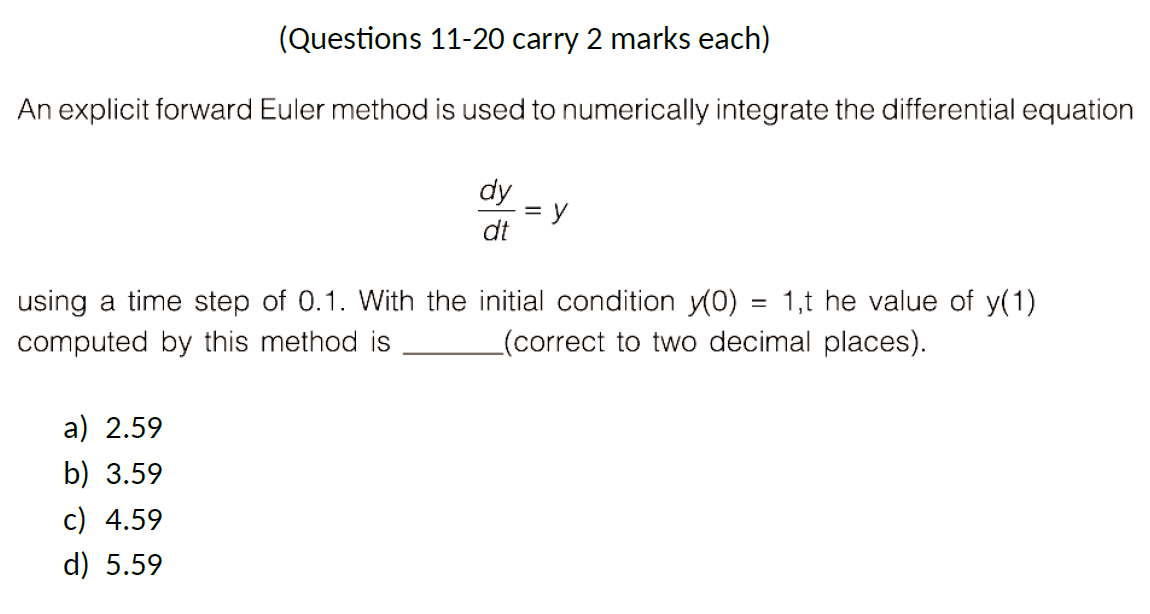 (Questions 11-20 carry 2 marks each)
An explicit forward Euler method is used to numerically integrate the differential equation
dy/dt = y
using a time step of 0.1. With the initial condition y(0) = 1,t he value of y(1)
computed by this method is ______(correct to two decimal places).
a) 2.59
b) 3.59
c) 4.59
d) 5.59